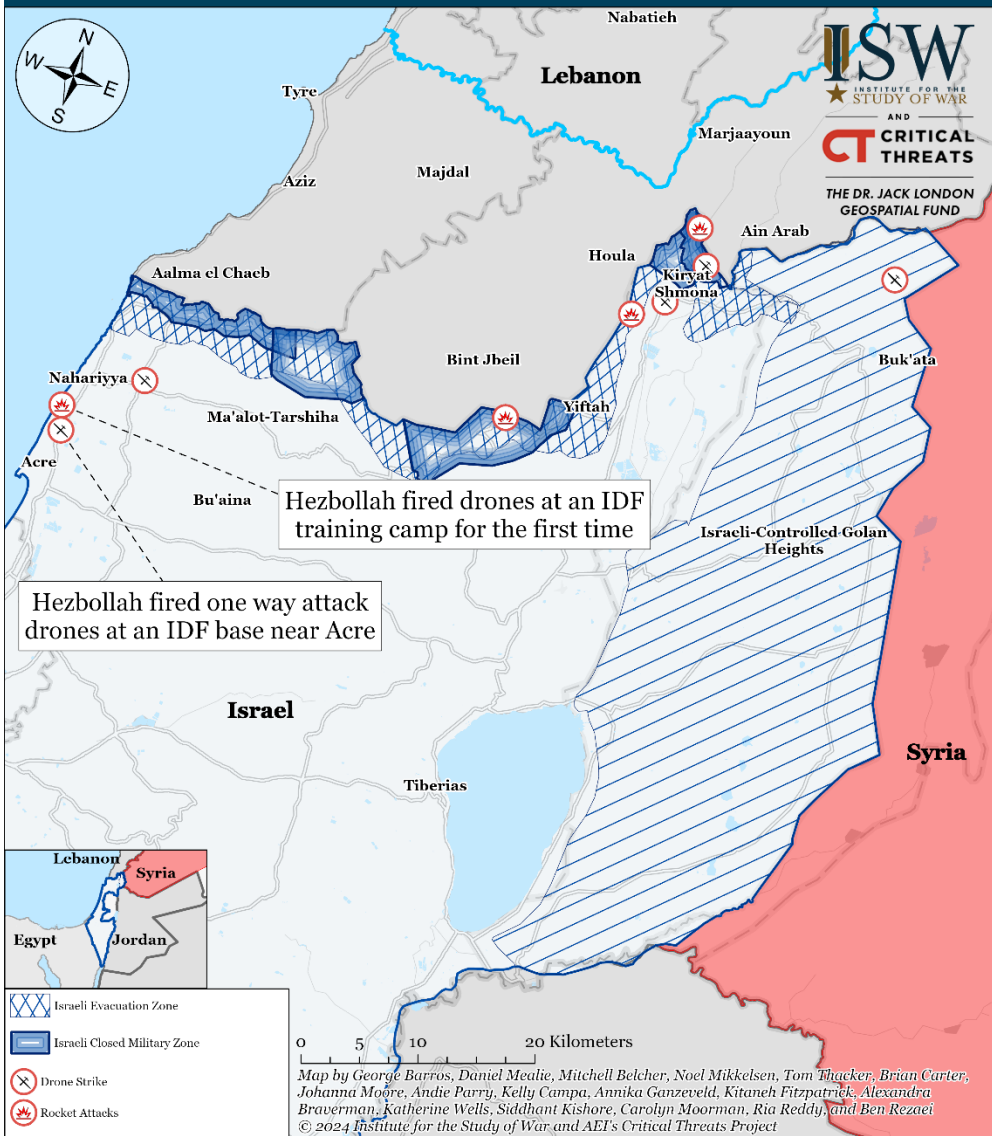 Nabatieh
N
W
E
S
Lebanon
ISW
INSTITUTE FOR THE
STUDY OF WAR
AND
CT CRITICAL
THREATS
THE DR. JACK LONDON
GEOSPATIAL FUND
Tyre
Marjaayoun
Majdal
Aziz
Ain Arab
Houla
Aalma el Chaeb
Kiryat
Shmona
Bint Jbeil
Buk'ata
Nahariyya
Yiftah
Ma'alot-Tarshiha
Acre
Bu'aina
Hezbollah fired drones at an IDF
training camp for the first time
Israeli-Controlled Golan
Heights
Hezbollah fired one way attack
drones at an IDF base near Acre
Israel
Syria
Tiberias
Lebanon
Syria
Egypt
Jordan
Israeli Evacuation Zone
Israeli Closed Military Zone
Drone Strike
Rocket Attacks
0 5 10 20 Kilometers
Map by George Barros, Daniel Mealie, Mitchell Belcher, Noel Mikkelsen, Tom Thacker, Brian Carter,
Johanna Moore, Andie Parry, Kelly Campa, Annika Ganzeveld, Kitaneh Fitzpatrick, Alexandra
Braverman, Katherine Wells, Siddhant Kishore, Carolyn Moorman, Ria Reddy, and Ben Rezaei
© 2024 Institute for the Study of War and AEI's Critical Threats Project